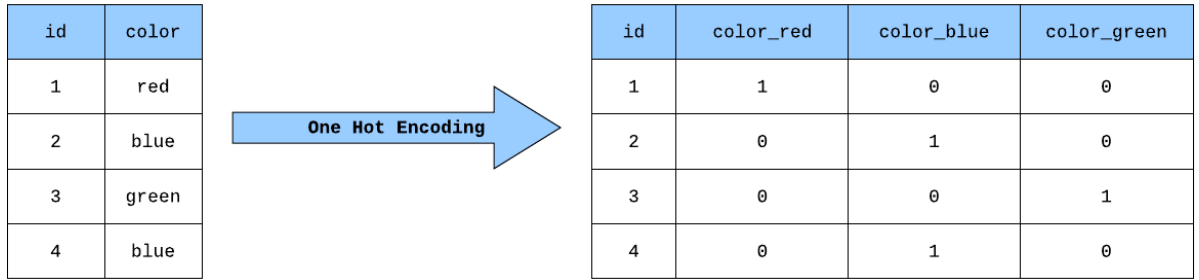 id color
1 red
2 blue
3 green
4 blue
One Hot Encoding
id color_red color_blue color_green
1 1 0 0
2 0 1 0
3 0 0 1
4 0 1 0